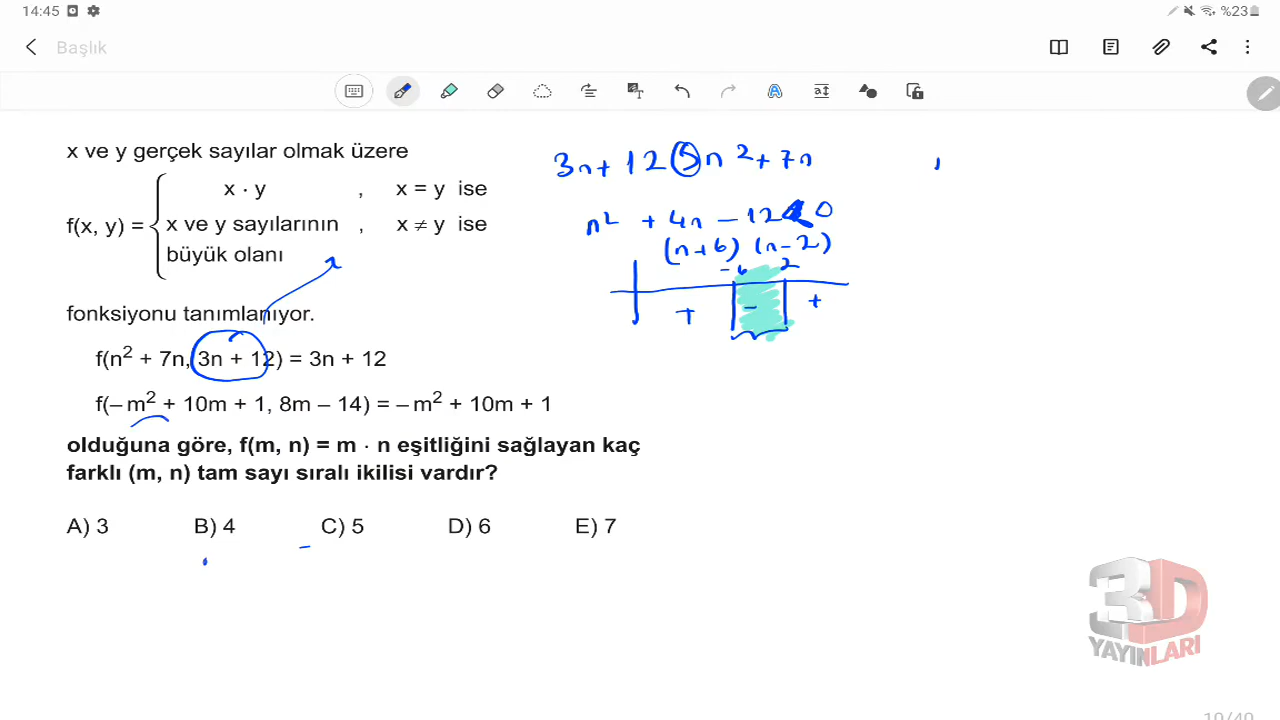 14:45
%23
Başlık
x ve y gerçek sayılar olmak üzere
f(x, y) =
x · y , x = y ise
x ve y sayılarının , x ≠ y ise
büyük olanı
fonksiyonu tanımlanıyor.
f(n² + 7n, 3n + 12) = 3n + 12
f(– m² + 10m + 1, 8m – 14) = – m² + 10m + 1
olduğuna göre, f(m, n) = m · n eşitliğini sağlayan kaç
farklı (m, n) tam sayı sıralı ikilisi vardır?
A) 3 B) 4 C) 5 D) 6 E) 7
3n + 12 n² + 7n
n² + 4n – 12 < 0
(n+6) (n–2)
–6 2
+ – +
3D
YAYINLARI
10/40